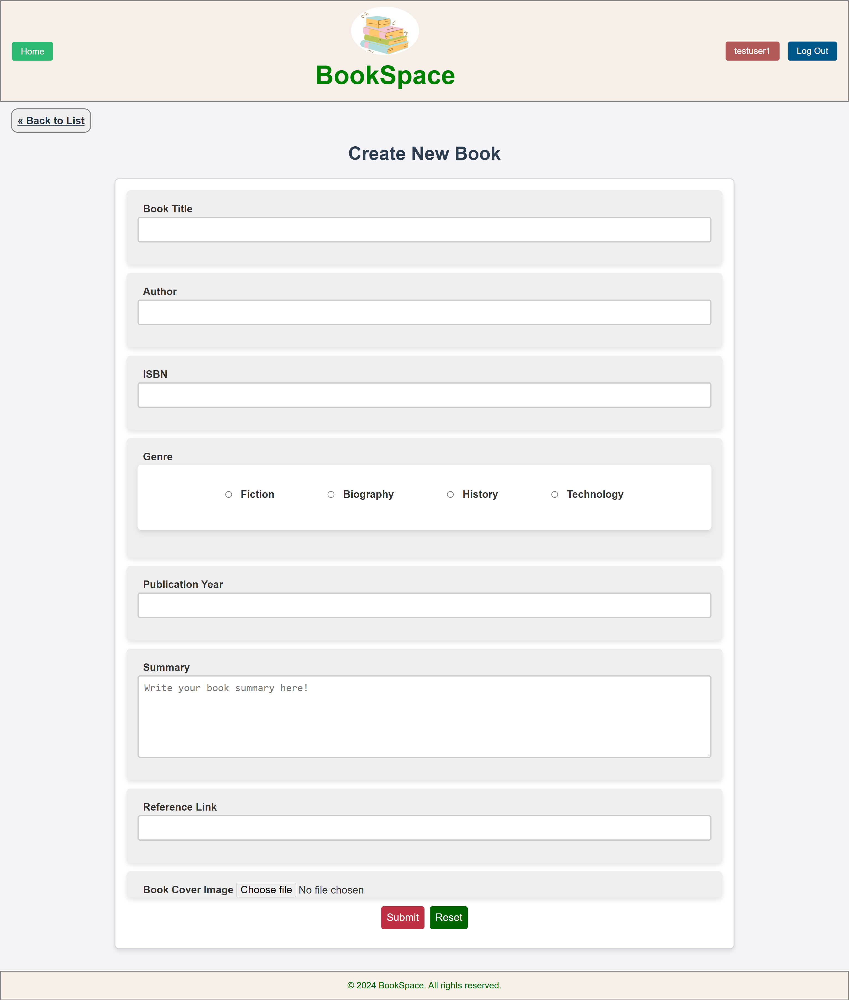 Home
BookSpace
testuser1
Log Out
« Back to List
Create New Book
Book Title
Author
ISBN
Genre
Fiction
Biography
History
Technology
Publication Year
Summary
Write your book summary here!
Reference Link
Book Cover Image Choose file No file chosen
Submit Reset
© 2024 BookSpace. All rights reserved.